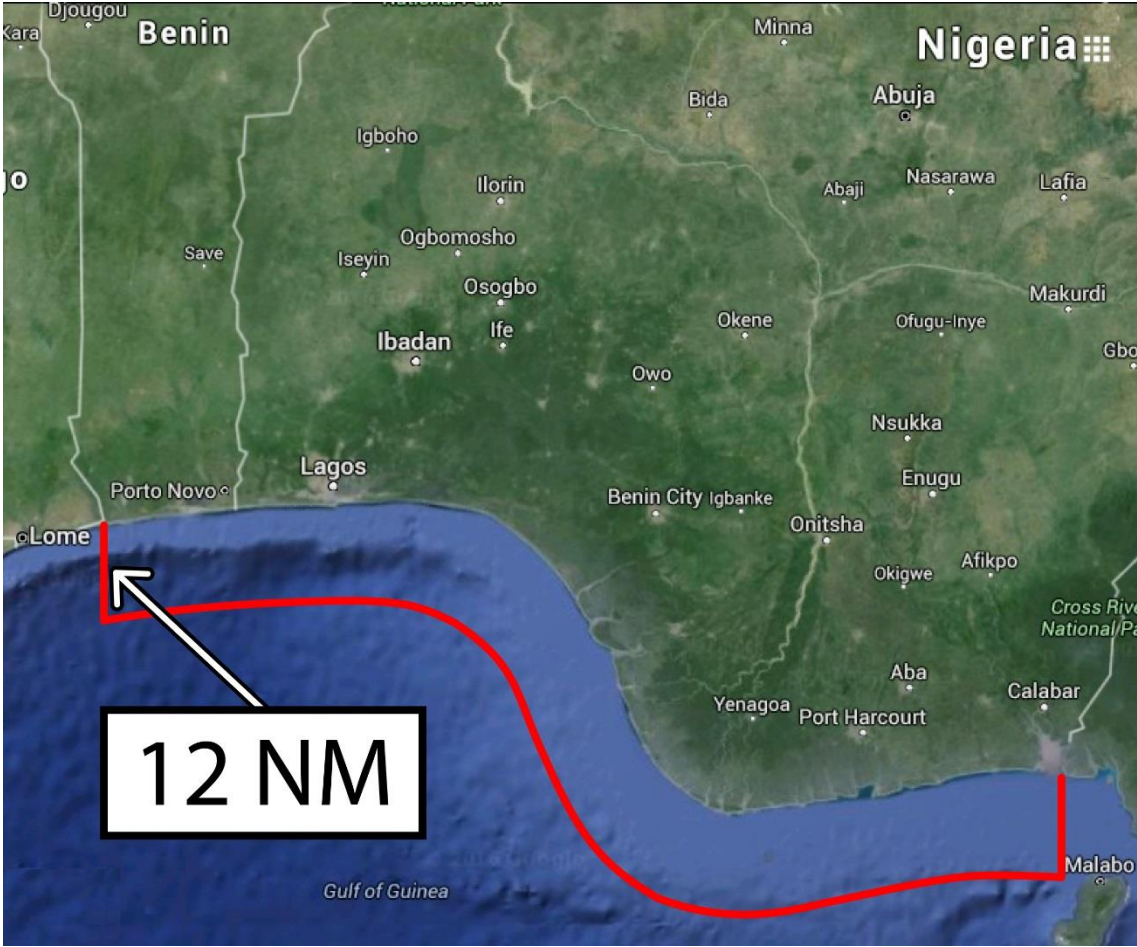 Djougou
Kara
Benin
Minna
Nigeria
Bida
Abuja
Igboho
Ilorin
Abaji
Nasarawa
Lafia
Save
Iseyin
Ogbomosho
Osogbo
Makurdi
Ibadan
Ife
Okene
Ofugu-Inye
Gbo
Owo
Nsukka
Lagos
Enugu
Porto Novo
Benin City
Igbanke
Lome
Onitsha
Okigwe
Afikpo
Cross Rive
National Pa
Aba
Calabar
Yenagoa
Port Harcourt
12 NM
Malabo
Gulf of Guinea